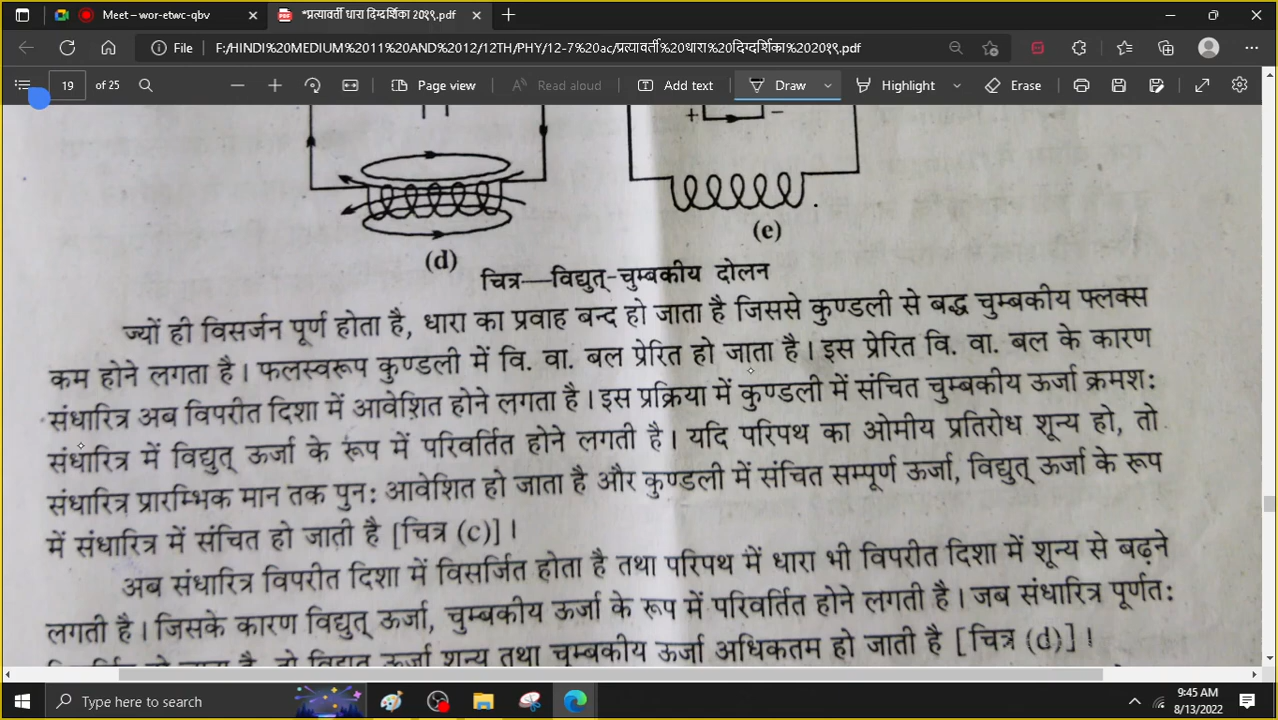 Meet – wor-etwc-qbv
*प्रत्यावर्ती धारा दिग्दर्शिका २०१९.pdf
File F:/HINDI%20MEDIUM%2011%20AND%2012/12TH/PHY/12-7%20ac/प्रत्यावर्ती%20धारा%20दिग्दर्शिका%20२०१९.pdf
19 of 25 Page view Read aloud Add text Draw Highlight Erase
+ −
(e)
(d)
चित्र—विद्युत्-चुम्बकीय दोलन
ज्यों ही विसर्जन पूर्ण होता है, धारा का प्रवाह बन्द हो जाता है जिससे कुण्डली से बद्ध चुम्बकीय फ्लक्स
कम होने लगता है। फलस्वरूप कुण्डली में वि. वा. बल प्रेरित हो जाता है। इस प्रेरित वि. वा. बल के कारण
संधारित्र अब विपरीत दिशा में आवेशित होने लगता है। इस प्रक्रिया में कुण्डली में संचित चुम्बकीय ऊर्जा क्रमशः
संधारित्र में विद्युत् ऊर्जा के रूप में परिवर्तित होने लगती है। यदि परिपथ का ओमीय प्रतिरोध शून्य हो, तो
संधारित्र प्रारम्भिक मान तक पुनः आवेशित हो जाता है और कुण्डली में संचित सम्पूर्ण ऊर्जा, विद्युत् ऊर्जा के रूप
में संधारित्र में संचित हो जाती है [चित्र (c)]।
अब संधारित्र विपरीत दिशा में विसर्जित होता है तथा परिपथ में धारा भी विपरीत दिशा में शून्य से बढ़ने
लगती है। जिसके कारण विद्युत् ऊर्जा, चुम्बकीय ऊर्जा के रूप में परिवर्तित होने लगती है। जब संधारित्र पूर्णतः
है, तो विद्युत ऊर्जा शून्य तथा चुम्बकीय ऊर्जा अधिकतम हो जाती है [चित्र (d)]।
Type here to search
9:45 AM
8/13/2022